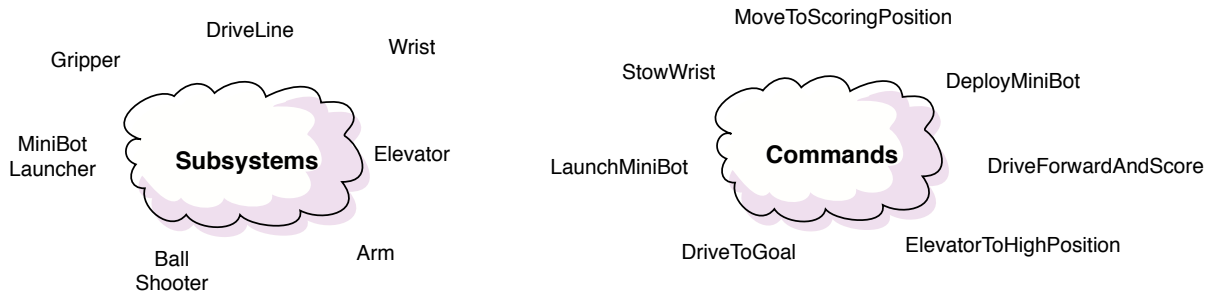 DriveLine
Wrist
Gripper
MiniBot
Launcher
Subsystems
Elevator
Ball
Shooter
Arm
MoveToScoringPosition
StowWrist
DeployMiniBot
LaunchMiniBot
Commands
DriveForwardAndScore
DriveToGoal
ElevatorToHighPosition